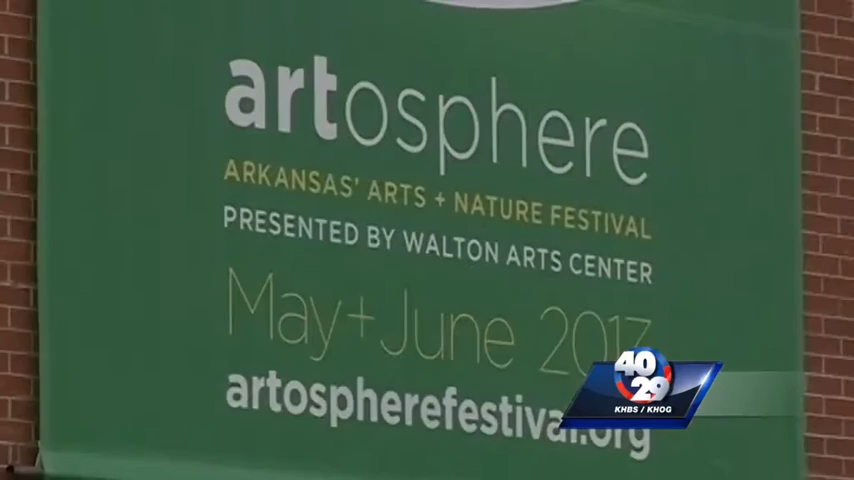 artosphere
ARKANSAS' ARTS + NATURE FESTIVAL
PRESENTED BY WALTON ARTS CENTER
May+June 2017
artospherefestival.org
40
29
KHBS / KHOG